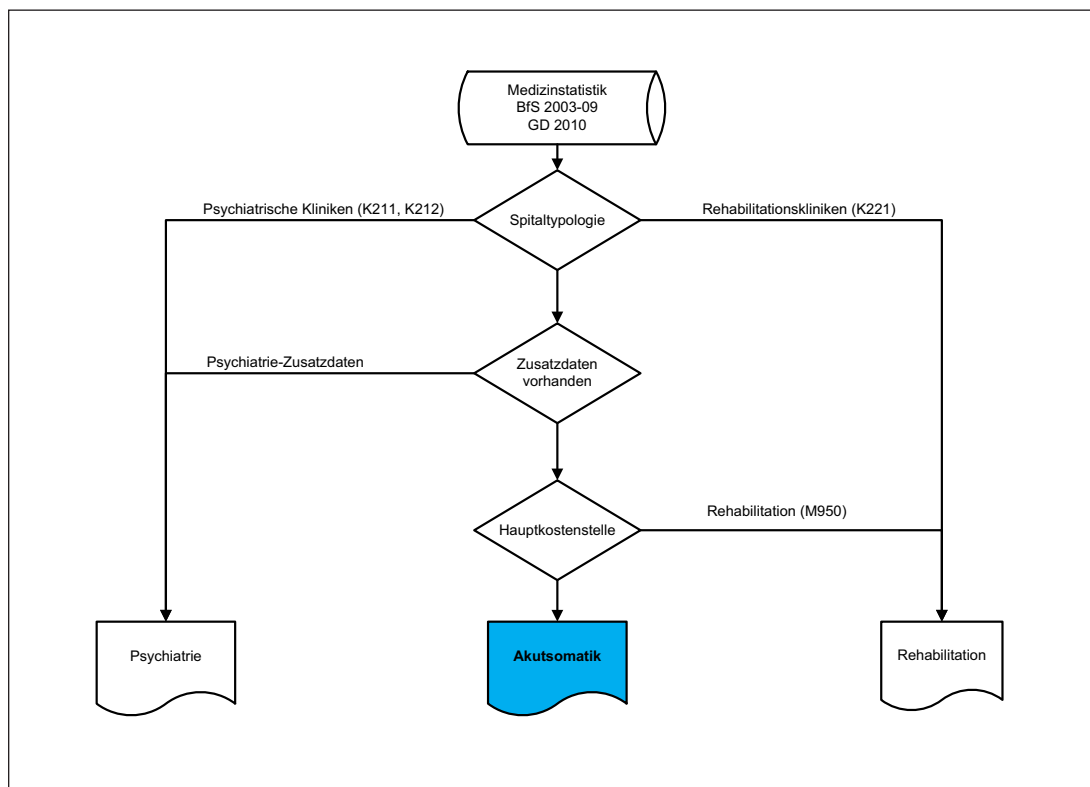 Medizinstatistik
BfS 2003-09
GD 2010
Psychiatrische Kliniken (K211, K212)
Spitaltypologie
Rehabilitationskliniken (K221)
Psychiatrie-Zusatzdaten
Zusatzdaten
vorhanden
Hauptkostenstelle
Rehabilitation (M950)
Psychiatrie
Akutsomatik
Rehabilitation